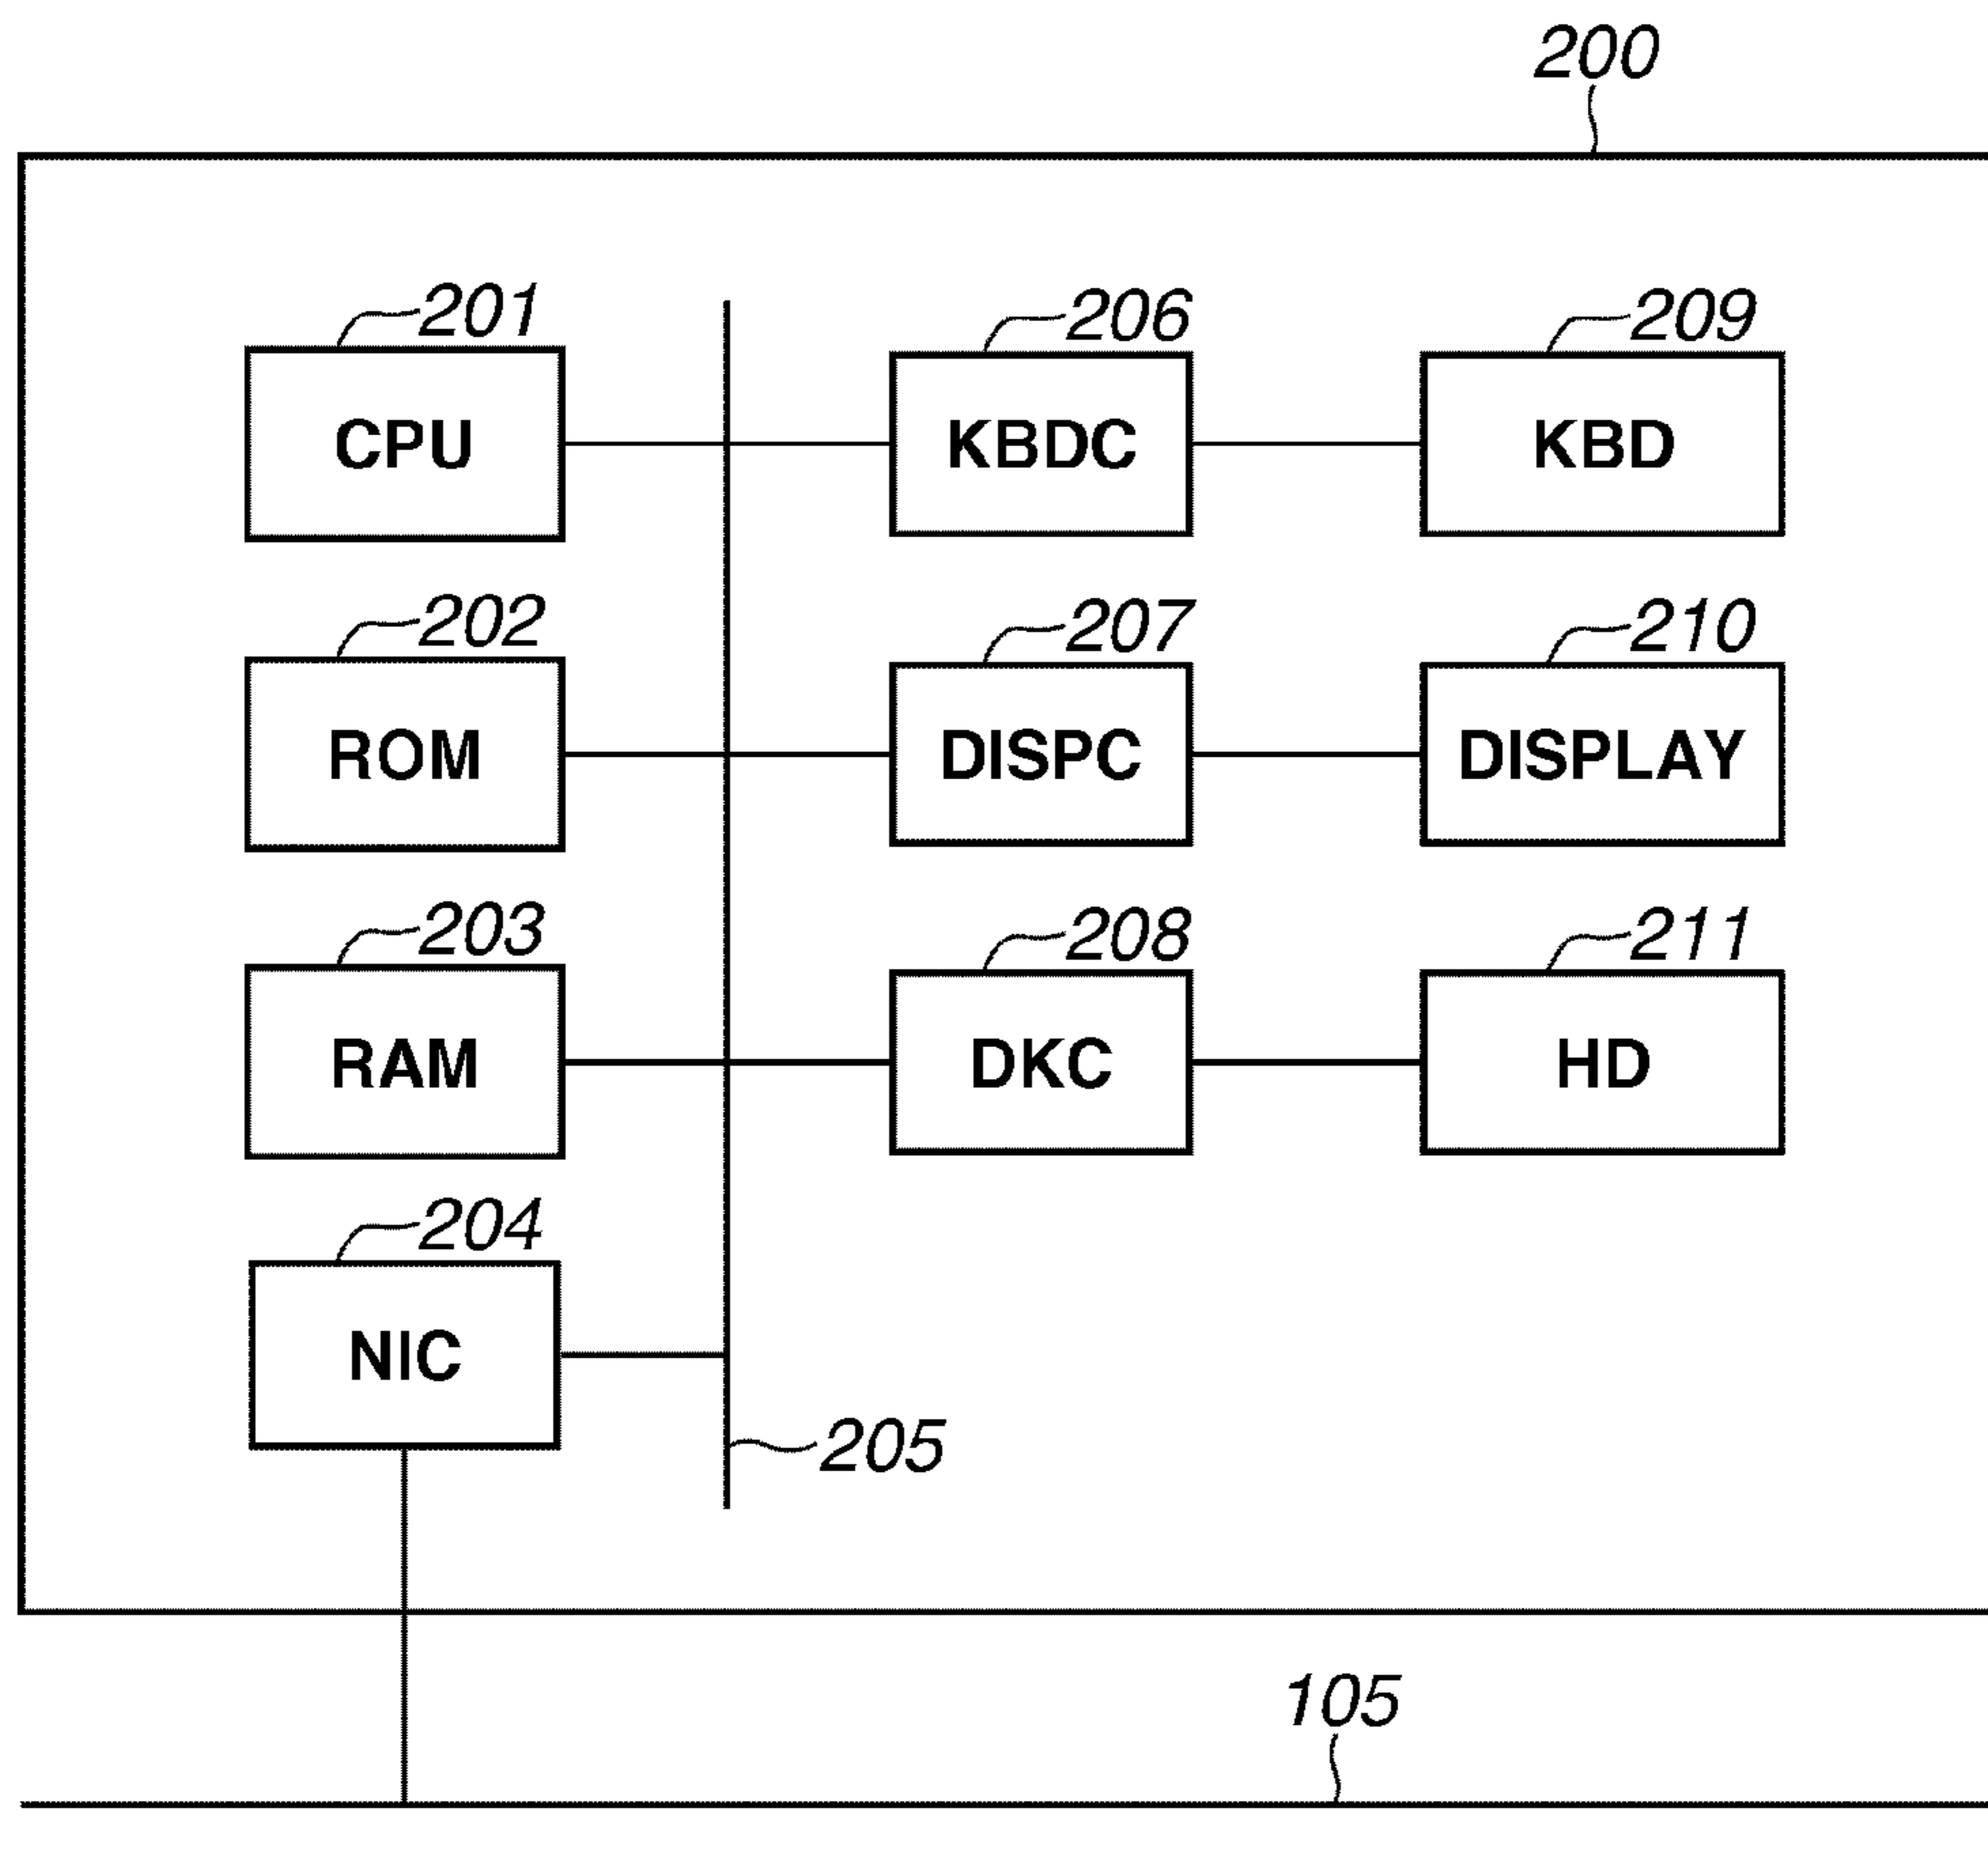 200
201 206 209
CPU KBDC KBD
202 207 210
ROM DISPC DISPLAY
203 208 211
RAM DKC HD
204
NIC
205
105